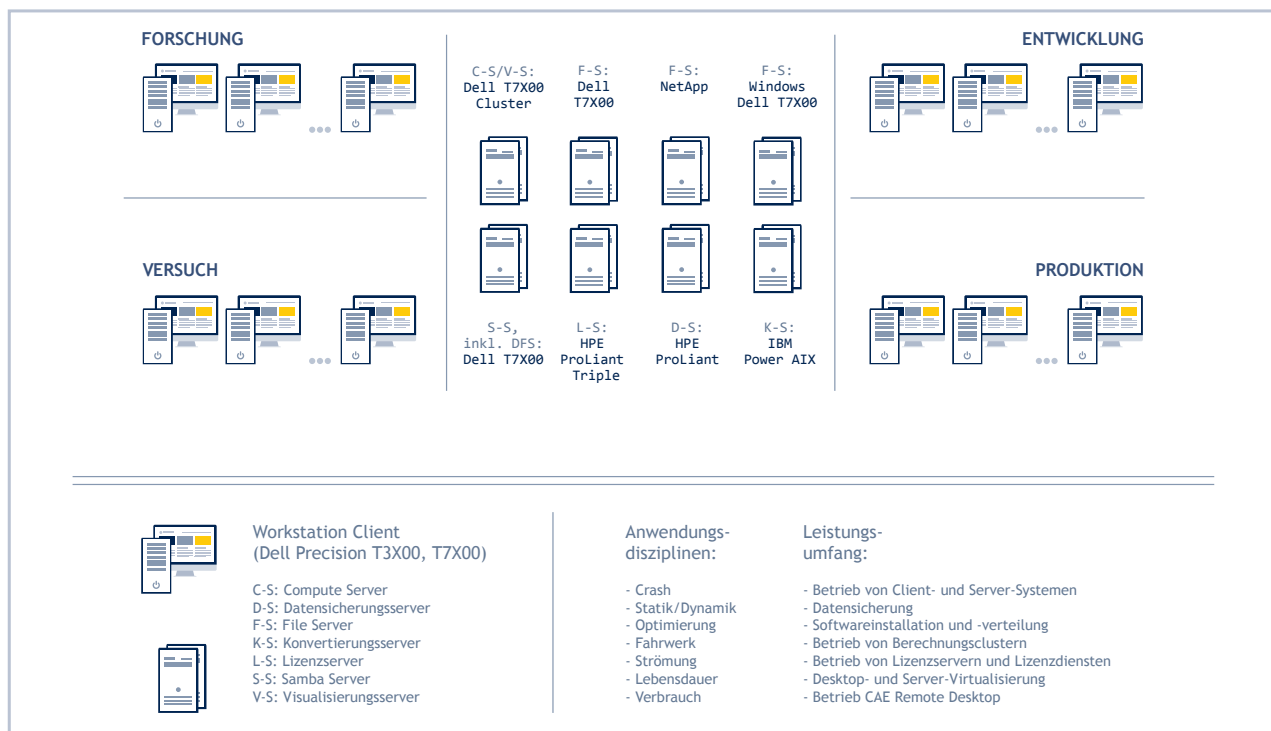 FORSCHUNG
ENTWICKLUNG
C-S/V-S:
Dell T7X00
Cluster
F-S:
Dell
T7X00
F-S:
NetApp
F-S:
Windows
Dell T7X00
VERSUCH
PRODUKTION
S-S,
inkl. DFS:
Dell T7X00
L-S:
HPE
ProLiant
Triple
D-S:
HPE
ProLiant
K-S:
IBM
Power AIX
Workstation Client
(Dell Precision T3X00, T7X00)
C-S: Compute Server
D-S: Datensicherungsserver
F-S: File Server
K-S: Konvertierungsserver
L-S: Lizenzserver
S-S: Samba Server
V-S: Visualisierungsserver
Anwendungs-
disziplinen:
- Crash
- Statik/Dynamik
- Optimierung
- Fahrwerk
- Strömung
- Lebensdauer
- Verbrauch
Leistungs-
umfang:
- Betrieb von Client- und Server-Systemen
- Datensicherung
- Softwareinstallation und -verteilung
- Betrieb von Berechnungsclustern
- Betrieb von Lizenzservern und Lizenzdiensten
- Desktop- und Server-Virtualisierung
- Betrieb CAE Remote Desktop